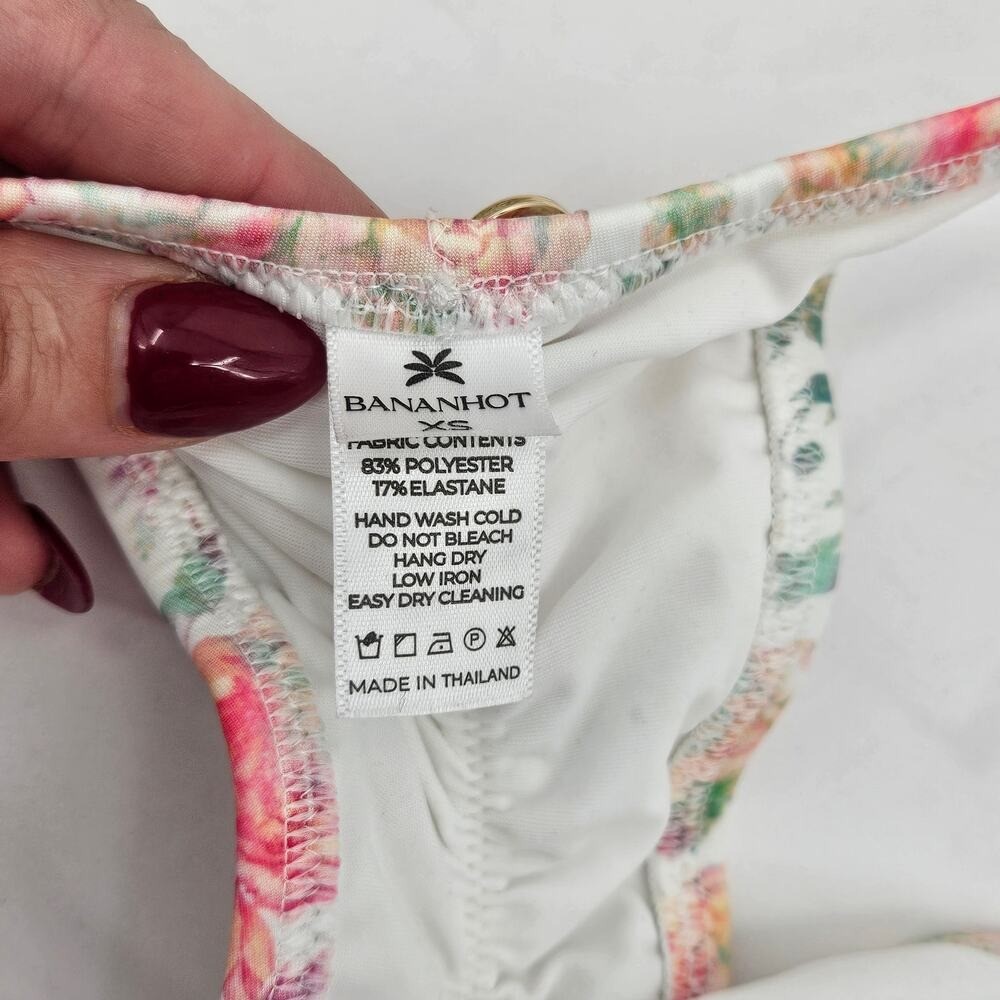 BANANHOT
XS
FABRIC CONTENTS
83% POLYESTER
17% ELASTANE
HAND WASH COLD
DO NOT BLEACH
HANG DRY
LOW IRON
EASY DRY CLEANING
P
MADE IN THAILAND